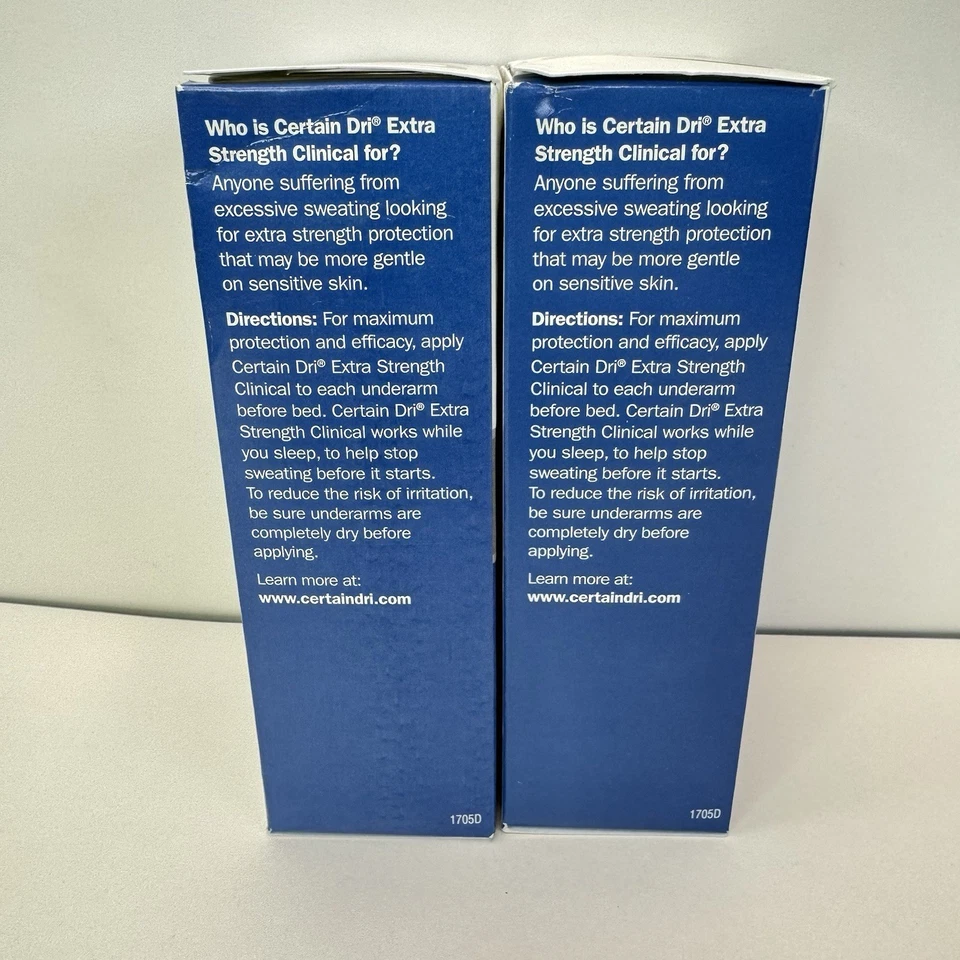 Who is Certain Dri® Extra
Strength Clinical for?
Anyone suffering from
excessive sweating looking
for extra strength protection
that may be more gentle
on sensitive skin.
Directions: For maximum
protection and efficacy, apply
Certain Dri® Extra Strength
Clinical to each underarm
before bed. Certain Dri® Extra
Strength Clinical works while
you sleep, to help stop
sweating before it starts.
To reduce the risk of irritation,
be sure underarms are
completely dry before
applying.
Learn more at:
www.certaindri.com
1705D
Who is Certain Dri® Extra
Strength Clinical for?
Anyone suffering from
excessive sweating looking
for extra strength protection
that may be more gentle
on sensitive skin.
Directions: For maximum
protection and efficacy, apply
Certain Dri® Extra Strength
Clinical to each underarm
before bed. Certain Dri® Extra
Strength Clinical works while
you sleep, to help stop
sweating before it starts.
To reduce the risk of irritation,
be sure underarms are
completely dry before
applying.
Learn more at:
www.certaindri.com
1705D